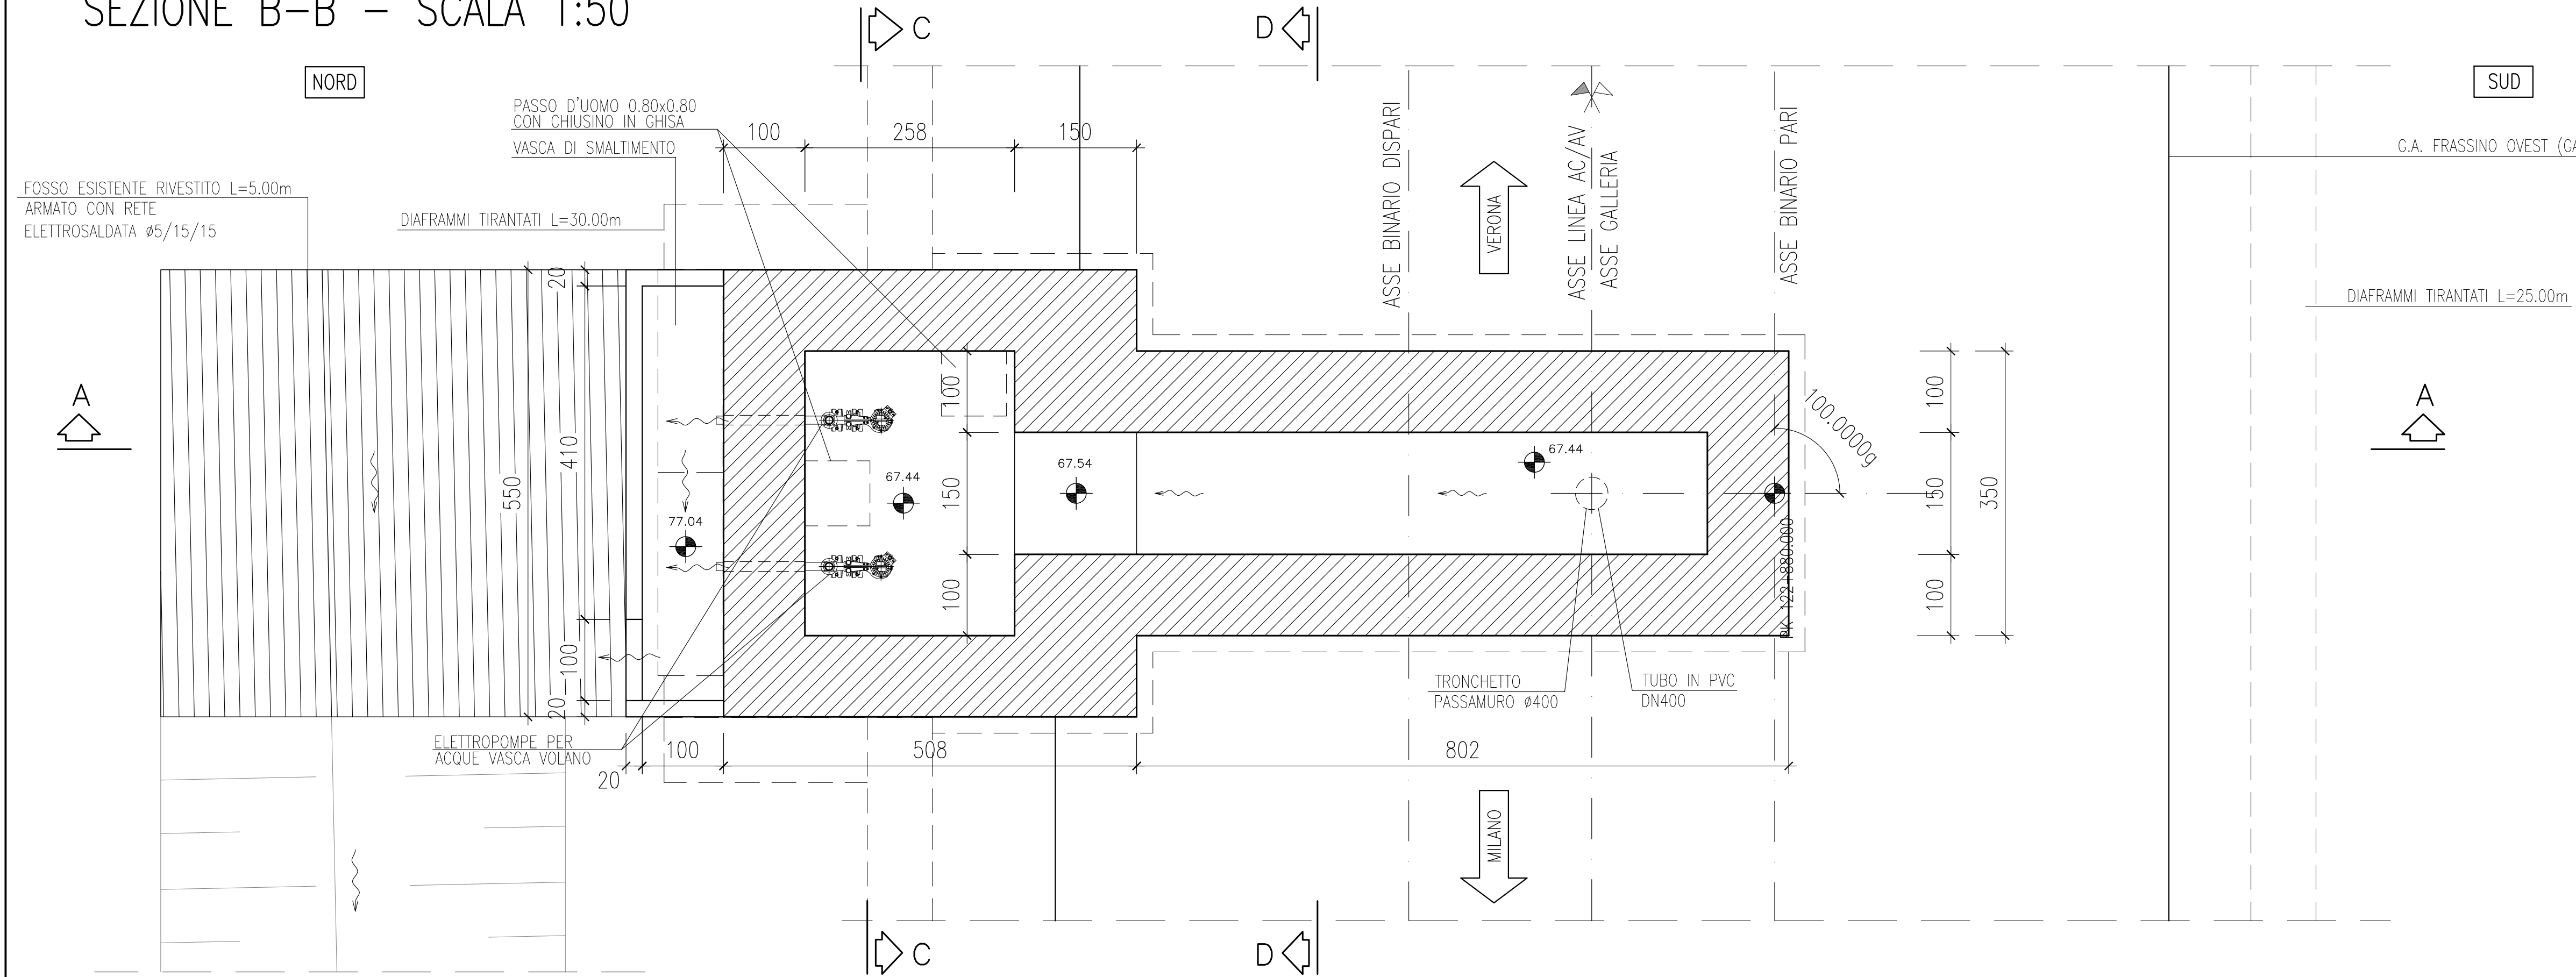 SEZIONE B-B - SCALA 1:50
C
D
NORD
SUD
PASSO D'UOMO 0.80x0.80
CON CHIUSINO IN GHISA
VASCA DI SMALTIMENTO
100
258
150
FOSSO ESISTENTE RIVESTITO L=5.00m
ARMATO CON RETE
ELETTROSALDATA ø5/15/15
DIAFRAMMI TIRANTATI L=30.00m
ASSE BINARIO DISPARI
VERONA
ASSE LINEA AC/AV
ASSE GALLERIA
ASSE BINARIO PARI
G.A. FRASSINO OVEST (GA
DIAFRAMMI TIRANTATI L=25.00m
A
A
20
410
550
100
20
77.04
67.44
67.54
67.44
100
150
100
100.0000g
PK 122+880.000
100
150
100
350
TRONCHETTO
PASSAMURO ø400
TUBO IN PVC
DN400
ELETTROPOMPE PER
ACQUE VASCA VOLANO
20
100
508
802
MILANO
C
D